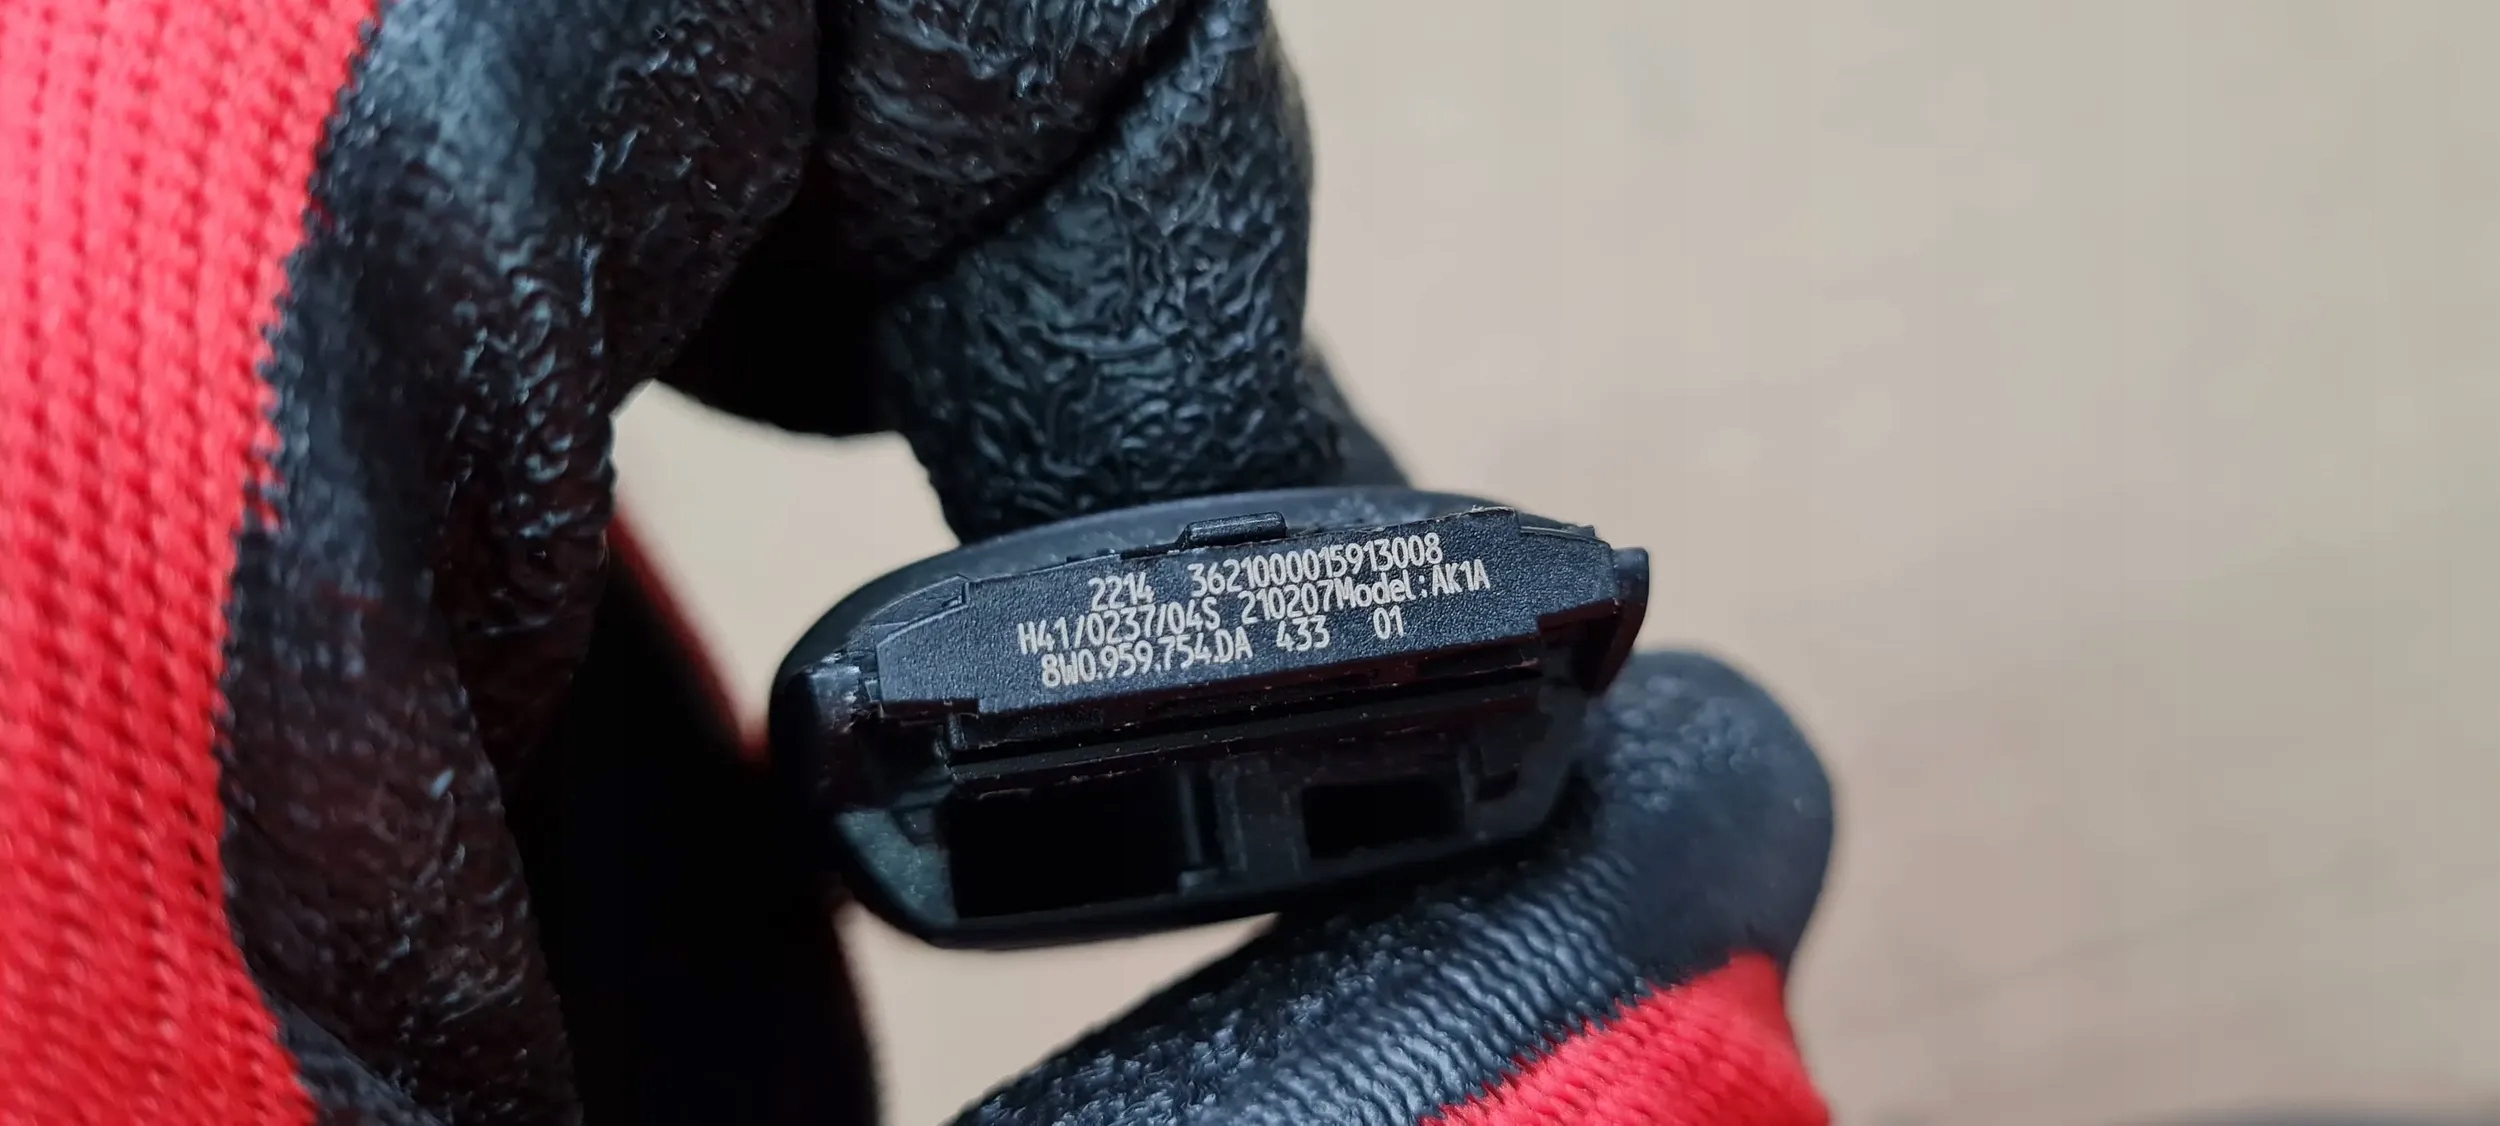 2214 3621000015913008
H41/0237/04S 210207Model:AK1A
8W0.959.754.DA 433 01